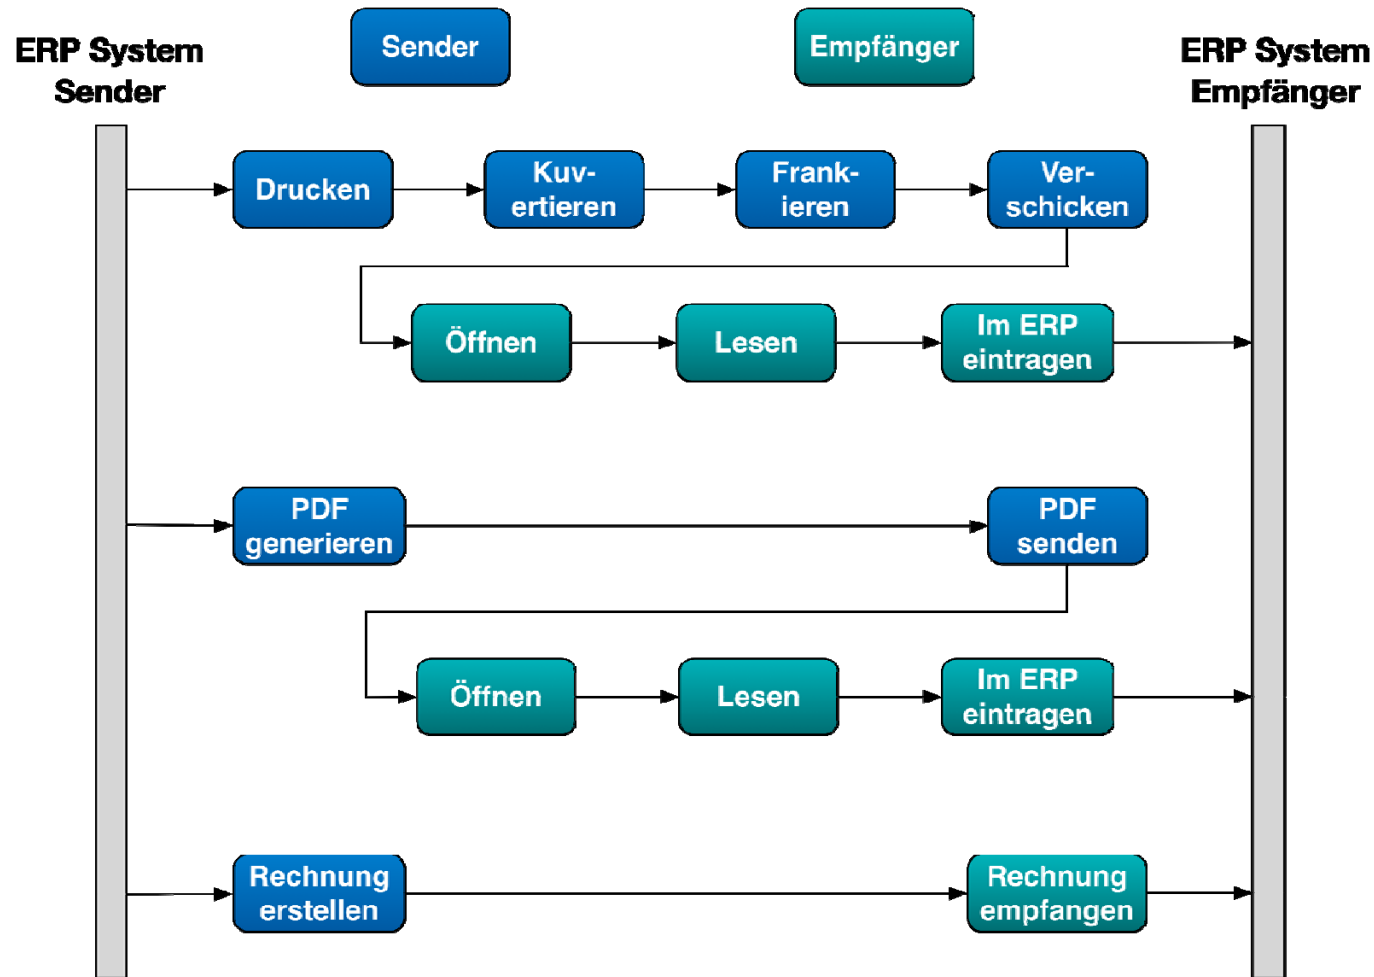 ERP System
Sender
Sender
Empfänger
ERP System
Empfänger
Drucken
Kuv-
ertieren
Frank-
ieren
Ver-
schicken
Öffnen
Lesen
Im ERP
eintragen
PDF
generieren
PDF
senden
Öffnen
Lesen
Im ERP
eintragen
Rechnung
erstellen
Rechnung
empfangen